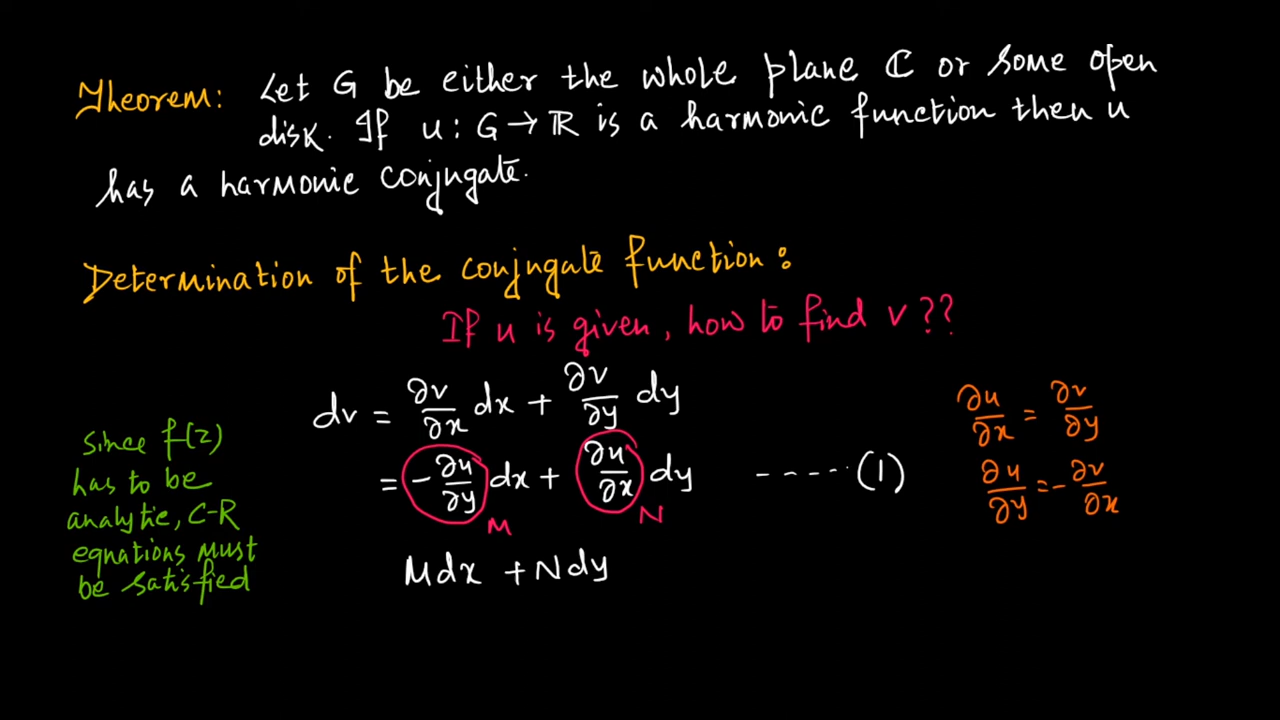 Theorem: Let G be either the whole plane ℂ or some open
disk. If u : G → ℝ is a harmonic function then u
has a harmonic conjugate.
Determination of the conjugate function:
If u is given, how to find v??
dv = ∂v/∂x dx + ∂v/∂y dy
= -∂u/∂y dx + ∂u/∂x dy ----- (1)
M N
Mdx + Ndy
Since f(z)
has to be
analytic, C-R
equations must
be satisfied
∂u/∂x = ∂v/∂y
∂u/∂y = -∂v/∂x